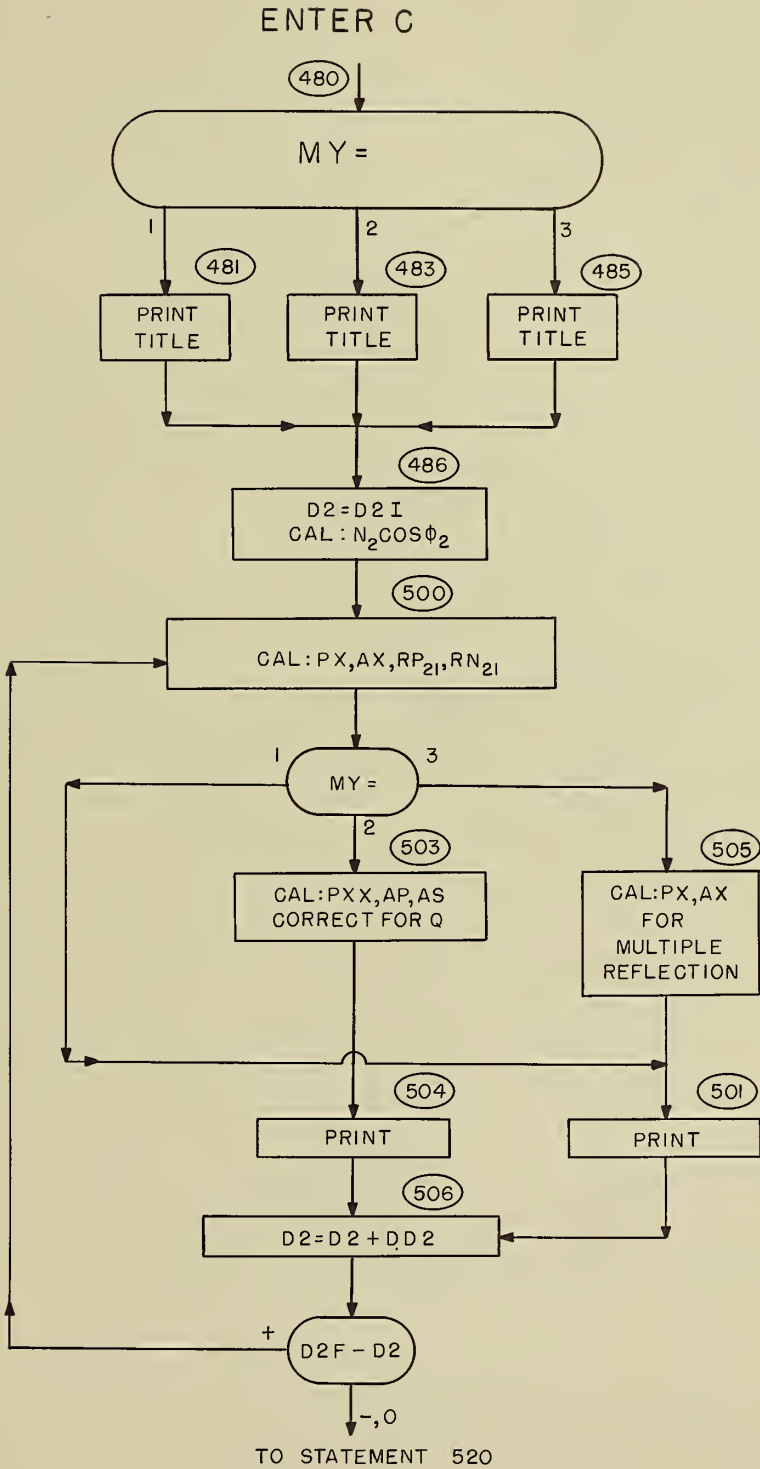 ENTER C
480
MY=
1
2
3
481
483
485
PRINT
TITLE
PRINT
TITLE
PRINT
TITLE
486
D2=D2I
CAL:N₂COSΦ₂
500
CAL:PX,AX,RP₂₁,RN₂₁
1
3
MY=
2
503
505
CAL:PXX,AP,AS
CORRECT FOR Q
CAL:PX,AX
FOR
MULTIPLE
REFLECTION
504
501
PRINT
PRINT
506
D2=D2+DD2
+
D2F-D2
-,0
TO STATEMENT 520